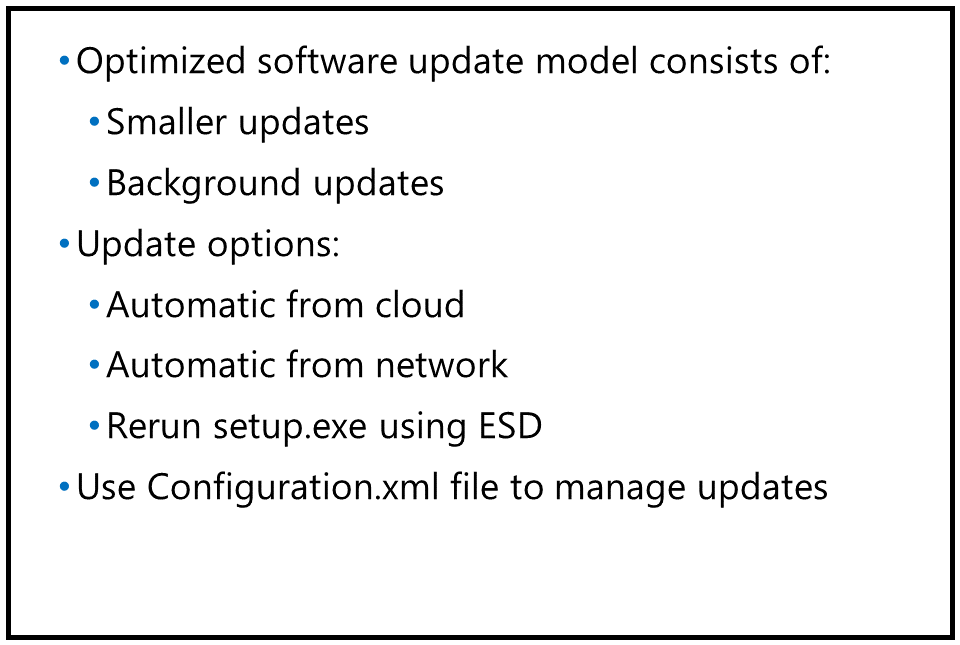 • Optimized software update model consists of:
• Smaller updates
• Background updates
• Update options:
• Automatic from cloud
• Automatic from network
• Rerun setup.exe using ESD
• Use Configuration.xml file to manage updates